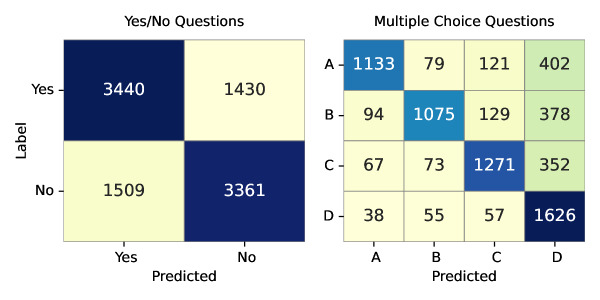 Yes/No Questions
Label
Yes 3440 1430
No 1509 3361
Yes No
Predicted
Multiple Choice Questions
A 1133 79 121 402
B 94 1075 129 378
C 67 73 1271 352
D 38 55 57 1626
A B C D
Predicted